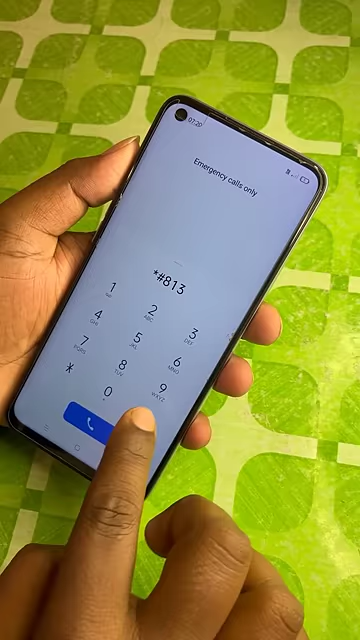 07:20
Emergency calls only
*#813
1
2 ABC
3 DEF
4 GHI
5 JKL
6 MNO
7 PQRS
8 TUV
9 WXYZ
*
0 +